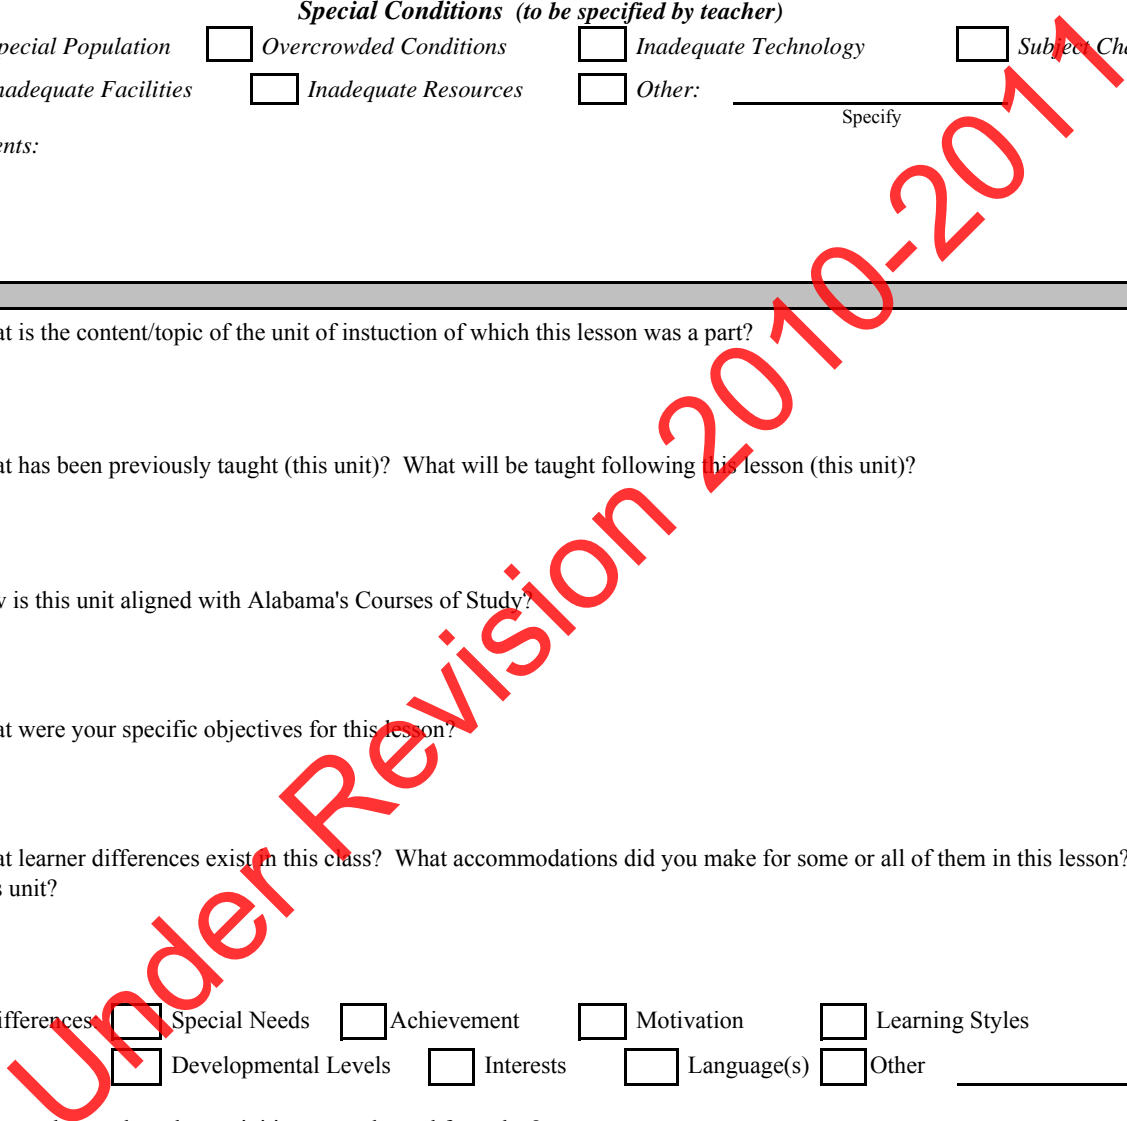 Special Conditions (to be specified by teacher)
pecial Population Overcrowded Conditions Inadequate Technology Subject Cha
nadequate Facilities Inadequate Resources Other:
Specify
ents:
at is the content/topic of the unit of instuction of which this lesson was a part?
at has been previously taught (this unit)? What will be taught following this lesson (this unit)?
w is this unit aligned with Alabama's Courses of Study?
at were your specific objectives for this lesson?
at learner differences exist in this class? What accommodations did you make for some or all of them in this lesson?
s unit?
ifferences: Special Needs Achievement Motivation Learning Styles
Developmental Levels Interests Language(s) Other
Under Revision 2010-2011